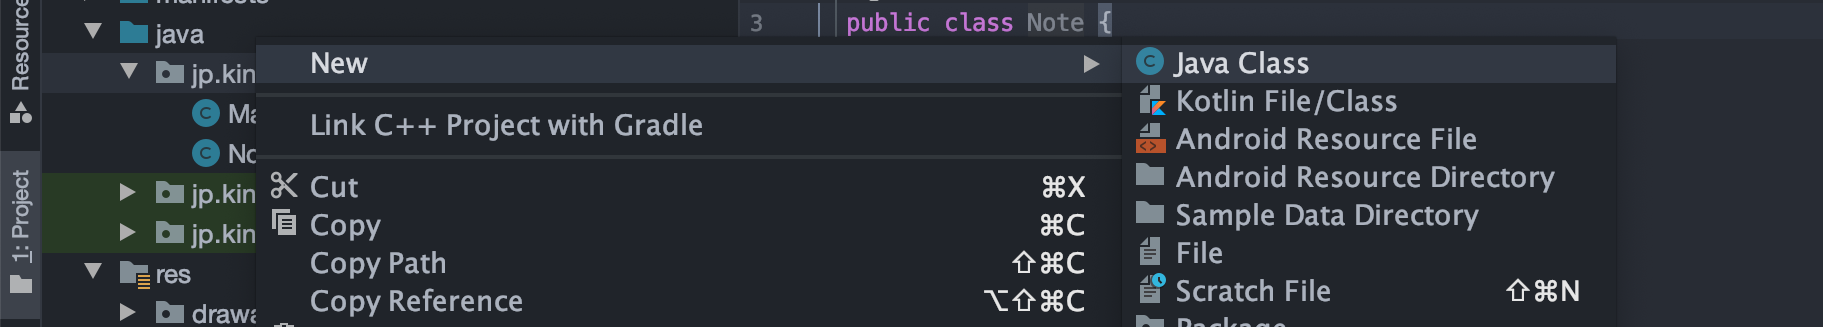 manifests
java
jp.kin
Ma
No
jp.kin
jp.kin
res
drawa
Resource
1: Project
3 public class Note {
New
Link C++ Project with Gradle
Cut ⌘X
Copy ⌘C
Copy Path ⇧⌘C
Copy Reference ⌥⇧⌘C
Java Class
Kotlin File/Class
Android Resource File
Android Resource Directory
Sample Data Directory
File
Scratch File ⇧⌘N
Package